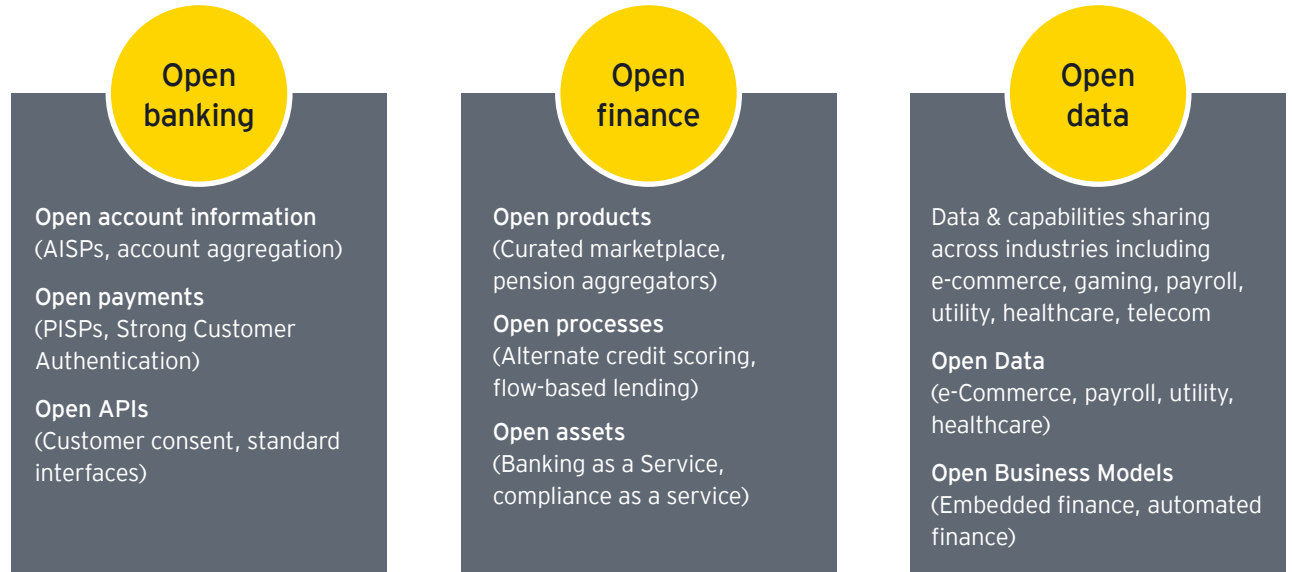 Open
banking
Open account information
(AISPs, account aggregation)
Open payments
(PISPs, Strong Customer
Authentication)
Open APIs
(Customer consent, standard
interfaces)
Open
finance
Open products
(Curated marketplace,
pension aggregators)
Open processes
(Alternate credit scoring,
flow-based lending)
Open assets
(Banking as a Service,
compliance as a service)
Open
data
Data & capabilities sharing
across industries including
e-commerce, gaming, payroll,
utility, healthcare, telecom
Open Data
(e-Commerce, payroll, utility,
healthcare)
Open Business Models
(Embedded finance, automated
finance)